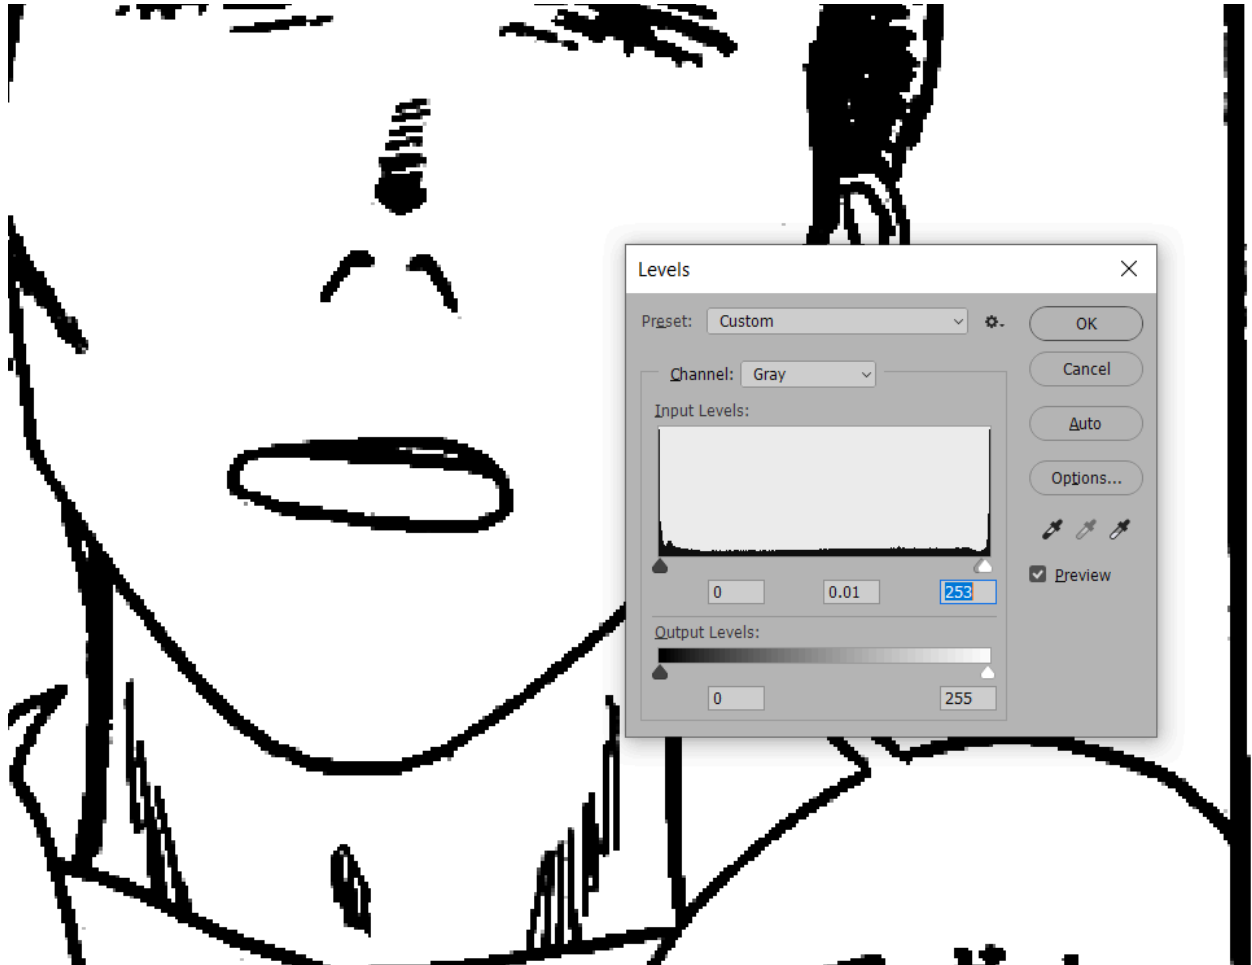 Levels
Preset: Custom
OK
Channel: Gray
Cancel
Input Levels:
Auto
Options...
0 0.01 253
Preview
Output Levels:
0 255